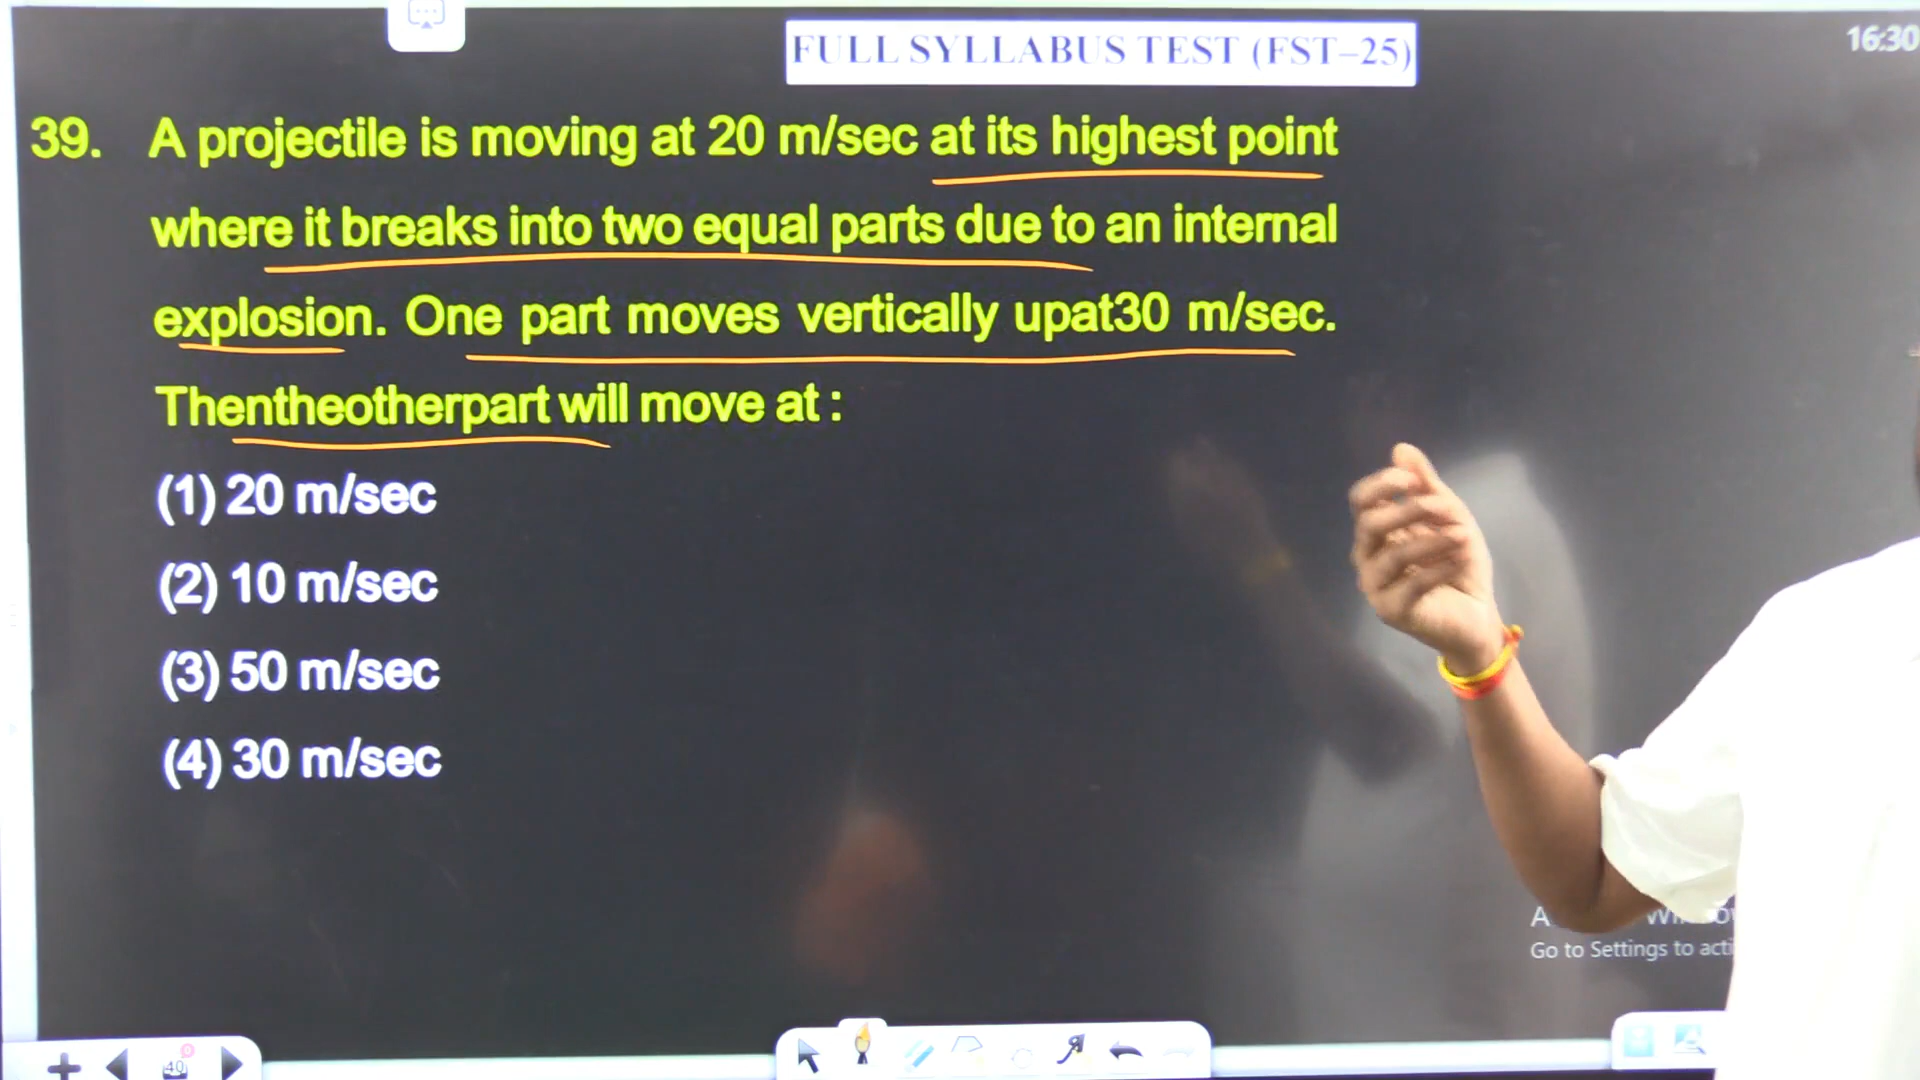 FULL SYLLABUS TEST (FST–25)
16:30
39. A projectile is moving at 20 m/sec at its highest point
where it breaks into two equal parts due to an internal
explosion. One part moves vertically upat30 m/sec.
Thentheotherpart will move at :
(1) 20 m/sec
(2) 10 m/sec
(3) 50 m/sec
(4) 30 m/sec
Go to Settings to acti
40